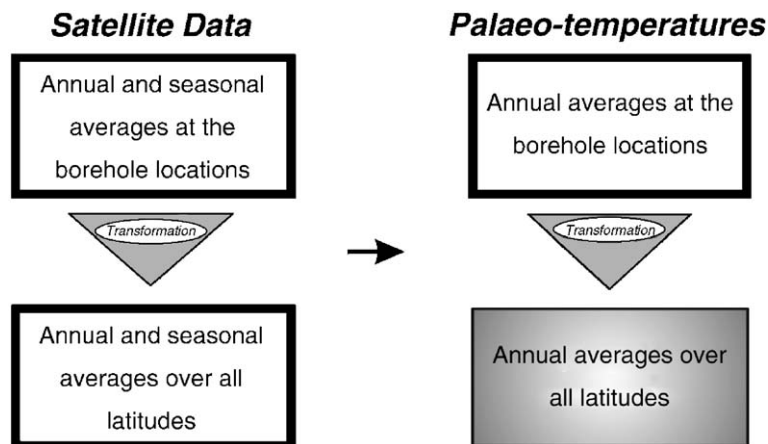 Satellite Data
Annual and seasonal
averages at the
borehole locations
Transformation
Annual and seasonal
averages over all
latitudes
Palaeo-temperatures
Annual averages at the
borehole locations
Transformation
Annual averages over
all latitudes